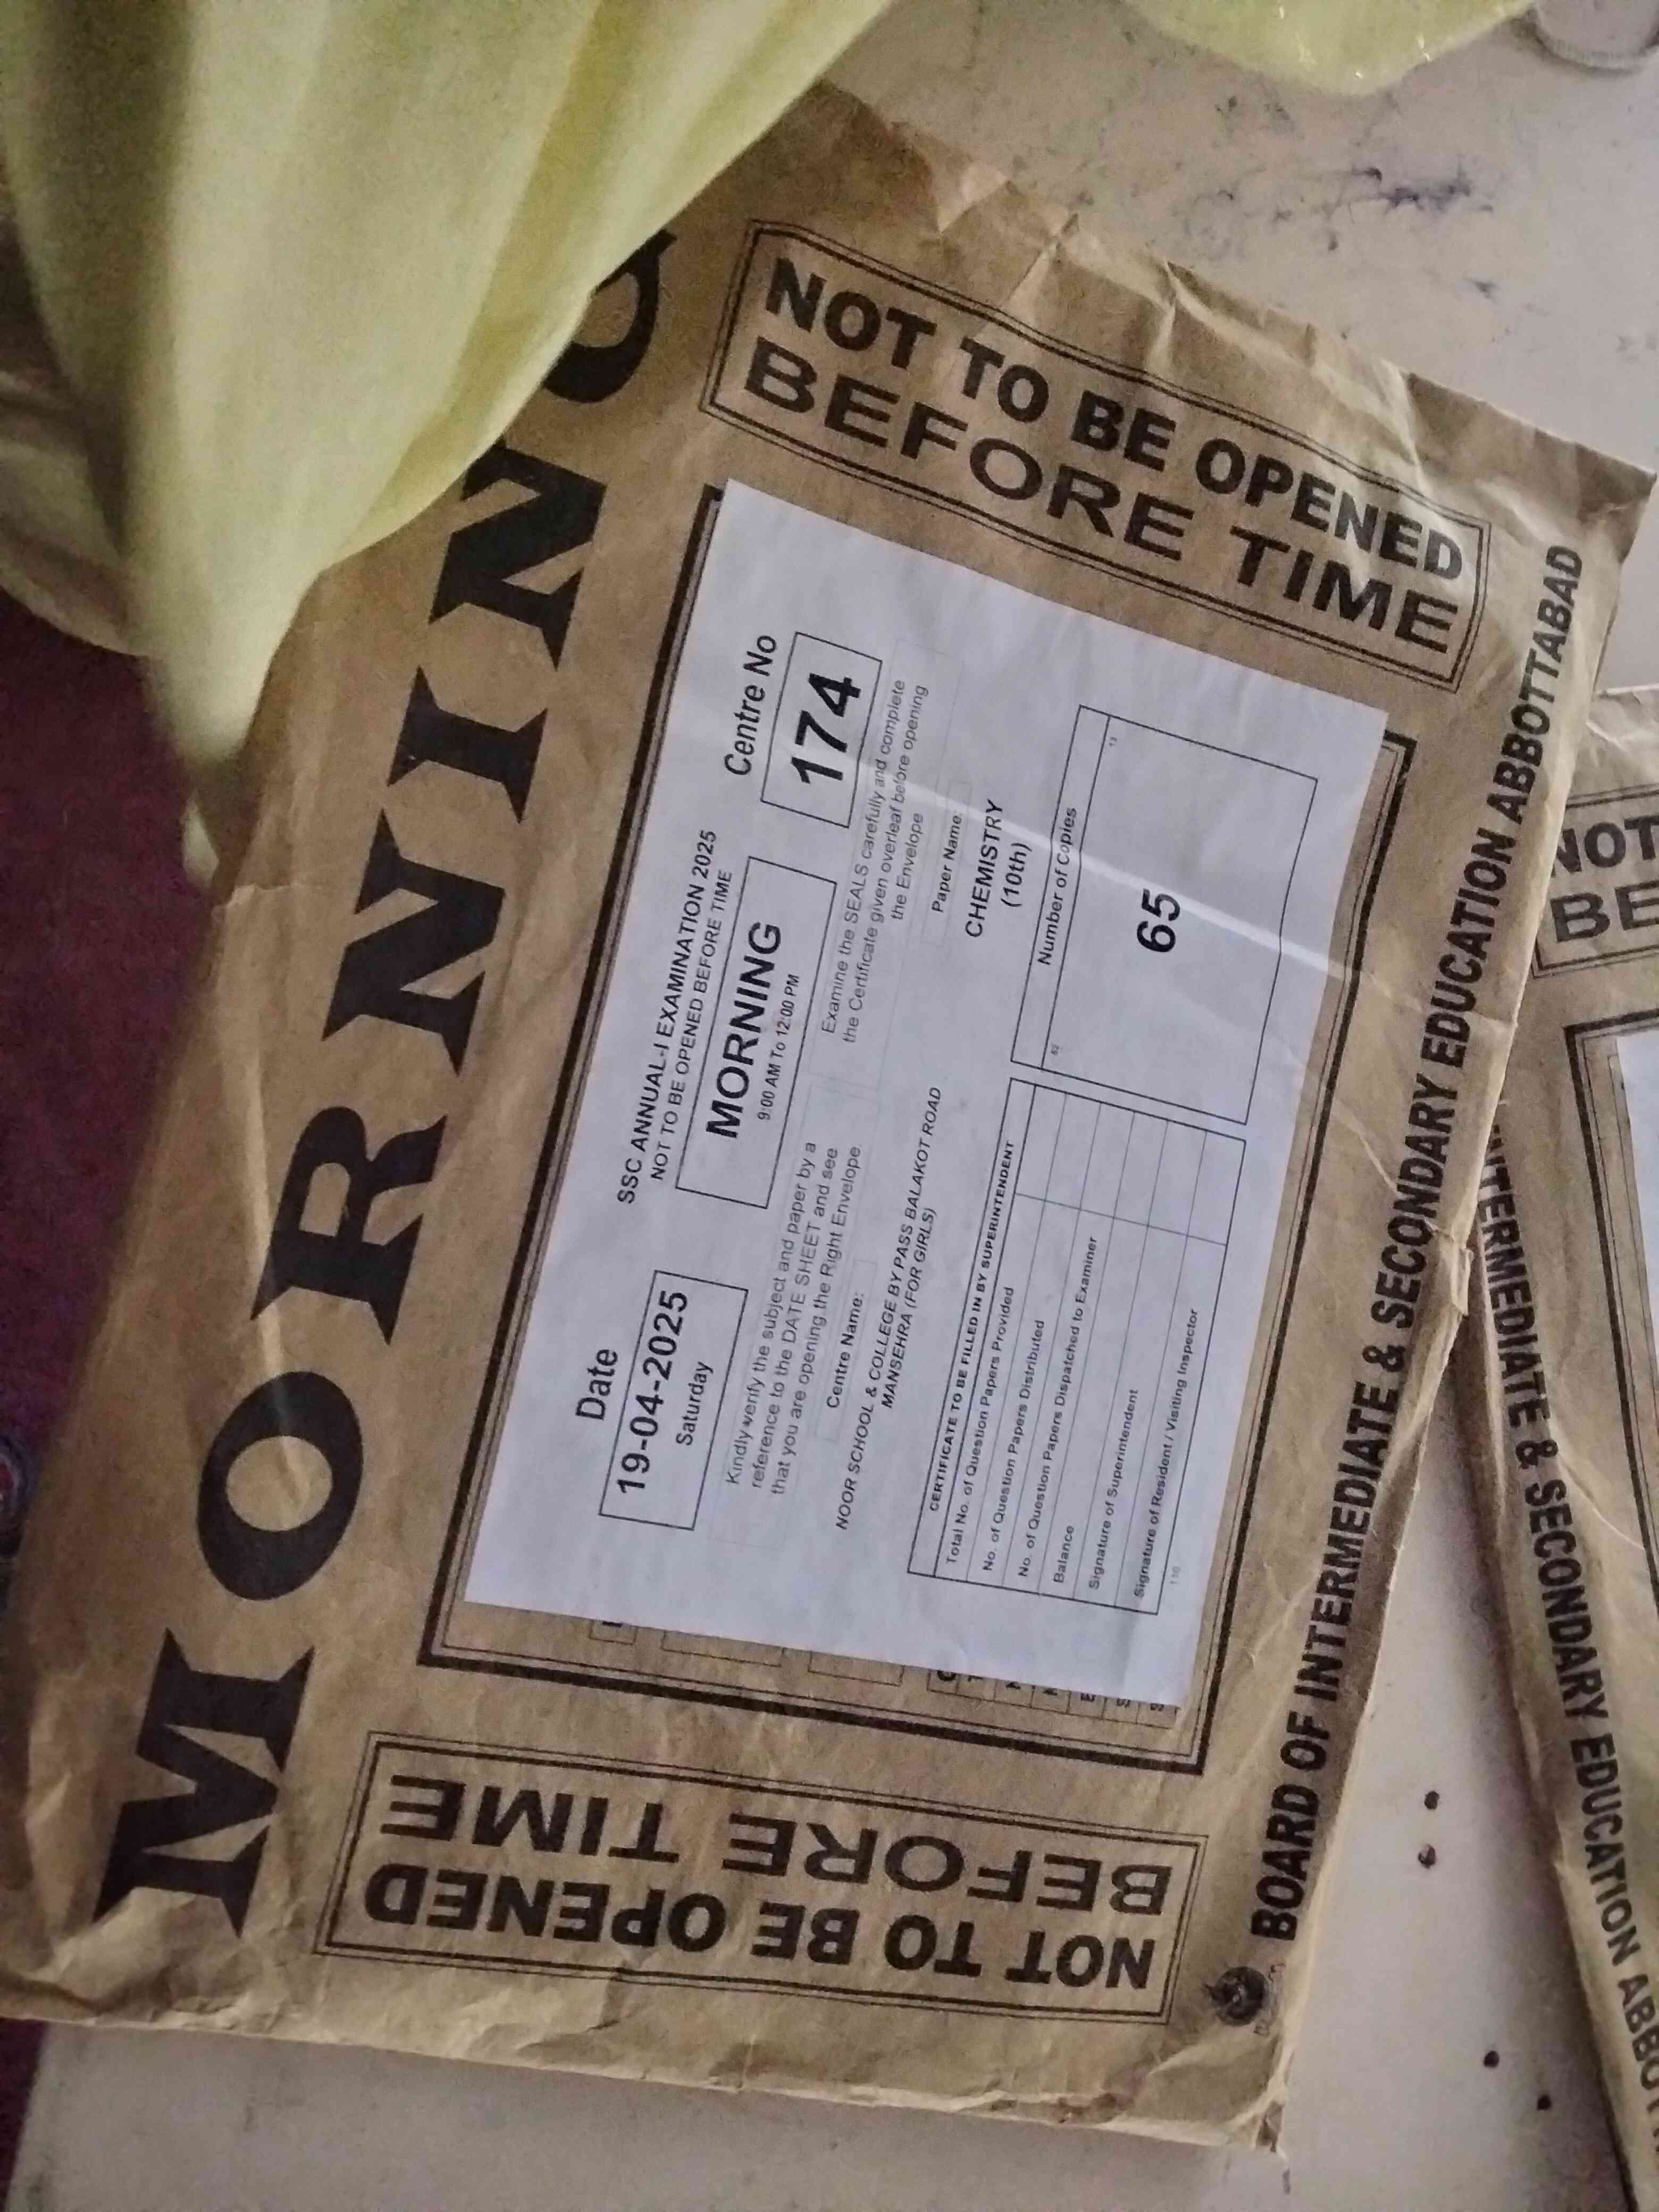 MORNING
NOT TO BE OPENED
BEFORE TIME
Date
19-04-2025
Saturday
SSC ANNUAL-I EXAMINATION 2025
NOT TO BE OPENED BEFORE TIME
MORNING
9:00 AM To 12:00 PM
Centre No
174
Kindly verify the subject and paper by a
reference to the DATE SHEET and see
that you are opening the Right Envelope
Examine the SEALS carefully and complete
the Certificate given overleaf before opening
the Envelope
Centre Name:
NOOR SCHOOL & COLLEGE BY PASS BALAKOT ROAD
MANSEHRA (FOR GIRLS)
Paper Name
CHEMISTRY
(10th)
CERTIFICATE TO BE FILLED IN BY SUPERINTENDENT
Total No. of Question Papers Provided
No. of Question Papers Distributed
No. of Question Papers Dispatched to Examiner
Balance
Signature of Superintendent
Signature of Resident / Visiting Inspector
Number of Copies
65
NOT TO BE OPENED
BEFORE TIME
BOARD OF INTERMEDIATE & SECONDARY EDUCATION ABBOTTABAD
NOT
BE
INTERMEDIATE & SECONDARY EDUCATION ABBOT